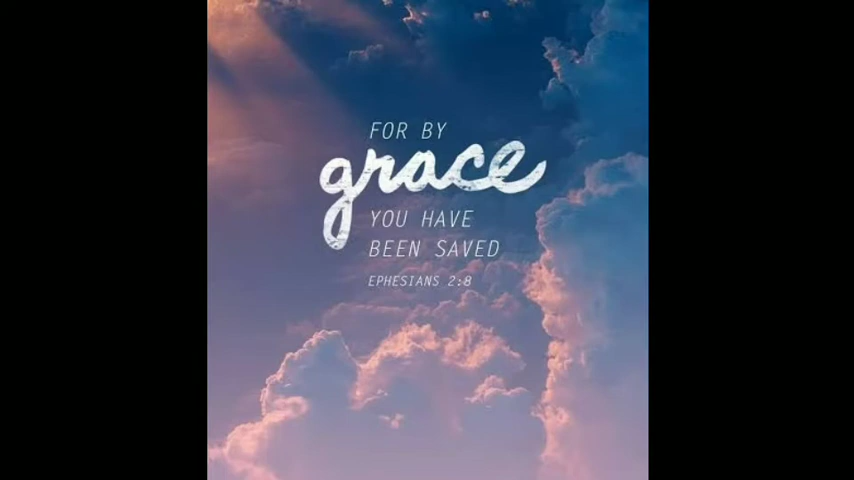 FOR BY
grace
YOU HAVE
BEEN SAVED
EPHESIANS 2:8